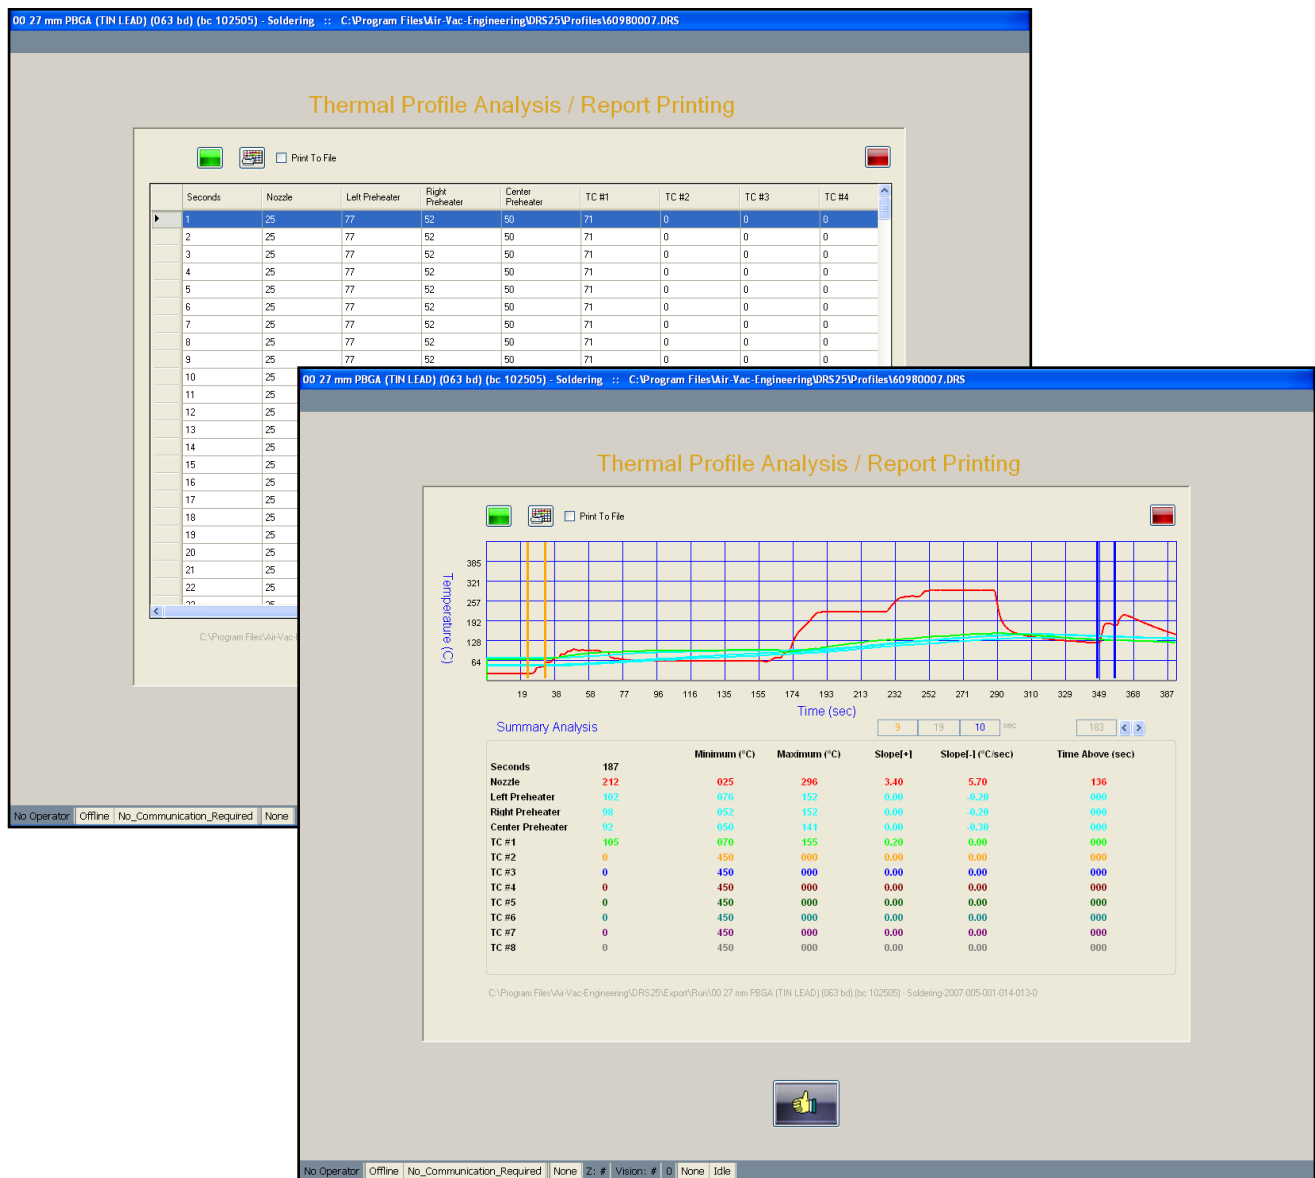 00 27 mm PBGA (TIN LEAD) (063 bd) (bc 102505) - Soldering :: C:\Program Files\Air-Vac-Engineering\DRS25\Profiles\60980007.DRS
Thermal Profile Analysis / Report Printing
Print To File
Seconds Nozzle Left Preheater Right Preheater Center Preheater TC #1 TC #2 TC #3 TC #4
1 25 77 52 50 71 0 0 0
2 25 77 52 50 71 0 0 0
3 25 77 52 50 71 0 0 0
4 25 77 52 50 71 0 0 0
5 25 77 52 50 71 0 0 0
6 25 77 52 50 71 0 0 0
7 25 77 52 50 71 0 0 0
8 25 77 52 50 71 0 0 0
9 25 77 52 50 71 0 0 0
10 25
11 25
12 25
13 25
14 25
15 25
16 25
17 25
18 25
19 25
20 25
21 25
22 25
C:\Program Files\Air-Vac-
No Operator Offline No_Communication_Required None
00 27 mm PBGA (TIN LEAD) (063 bd) (bc 102505) - Soldering :: C:\Program Files\Air-Vac-Engineering\DRS25\Profiles\60980007.DRS
Thermal Profile Analysis / Report Printing
Print To File
Temperature (C)
385
321
257
192
128
64
19 38 58 77 96 116 135 155 174 193 213 232 252 271 290 310 329 349 368 387
Time (sec)
Summary Analysis 9 19 10 sec 183
Minimum (°C) Maximum (°C) Slope[+] Slope[-] (°C/sec) Time Above (sec)
Seconds 187
Nozzle 212 025 296 3.40 5.70 136
Left Preheater 102 076 152 0.00 -0.20 000
Right Preheater 98 052 152 0.00 -0.20 000
Center Preheater 92 050 141 0.00 -0.30 000
TC #1 105 070 155 0.20 0.00 000
TC #2 0 450 000 0.00 0.00 000
TC #3 0 450 000 0.00 0.00 000
TC #4 0 450 000 0.00 0.00 000
TC #5 0 450 000 0.00 0.00 000
TC #6 0 450 000 0.00 0.00 000
TC #7 0 450 000 0.00 0.00 000
TC #8 0 450 000 0.00 0.00 000
C:\Program Files\Air-Vac-Engineering\DRS25\Export\Run\00 27 mm PBGA (TIN LEAD) (063 bd) (bc 102505) - Soldering-2007-005-001-014-013-0
No Operator Offline No_Communication_Required None Z: # Vision: # 0 None Idle